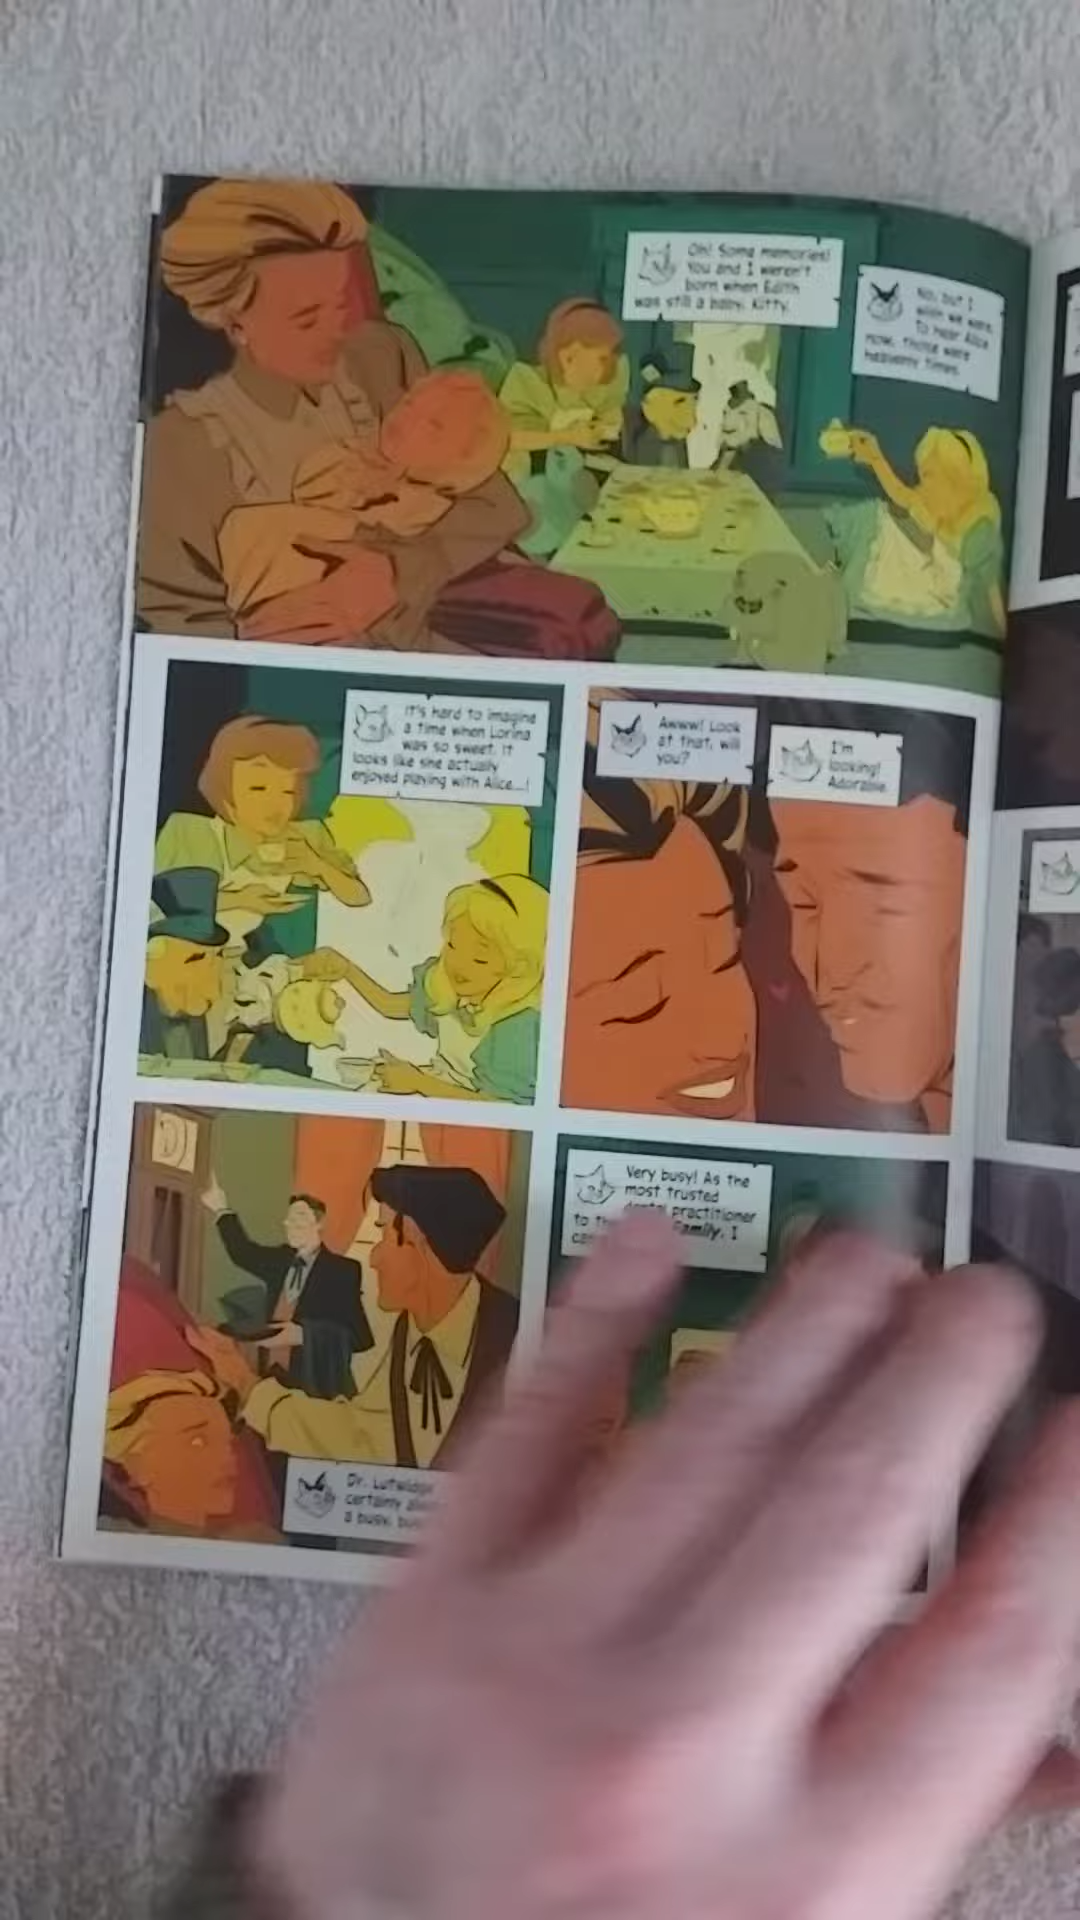 Oh! Some memories!
You and I weren't
born when Edith
was still a baby, Kitty.
No, but I
wish we were.
To hear Alice
now, those were
heavenly times.
It's hard to imagine
a time when Lorina
was so sweet. It
looks like she actually
enjoyed playing with Alice...!
Awww! Look
at that, will
you?
I'm
looking!
Adorable.
Very busy! As the
most trusted
practitioner
to the
Family, I
Dr. Lutwidge
certainly
a busy,